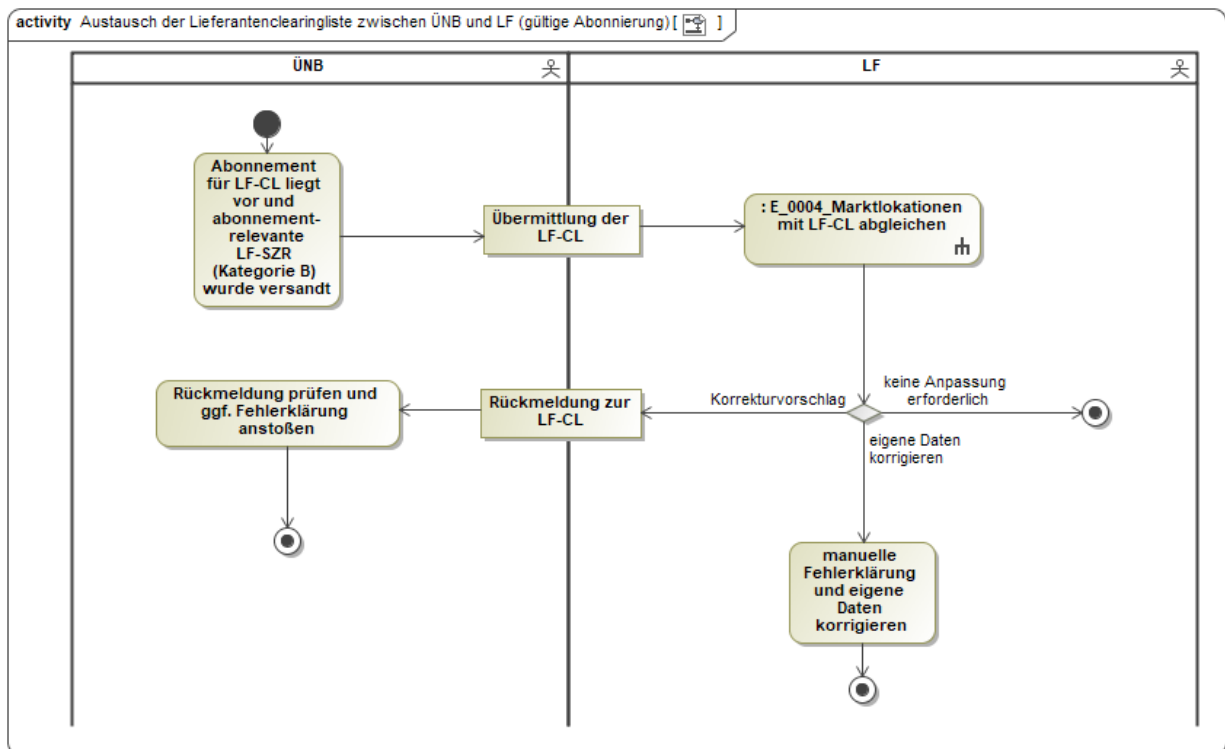 activity Austausch der Lieferantenclearingliste zwischen ÜNB und LF (gültige Abonnierung) [ ]
ÜNB
LF
Abonnement
für LF-CL liegt
vor und
abonnement-
relevante
LF-SZR
(Kategorie B)
wurde versandt
Übermittlung der
LF-CL
: E_0004_Marktlokationen
mit LF-CL abgleichen
Rückmeldung prüfen und
ggf. Fehlerklärung
anstoßen
Rückmeldung zur
LF-CL
Korrekturvorschlag
keine Anpassung
erforderlich
eigene Daten
korrigieren
manuelle
Fehlerklärung
und eigene
Daten
korrigieren